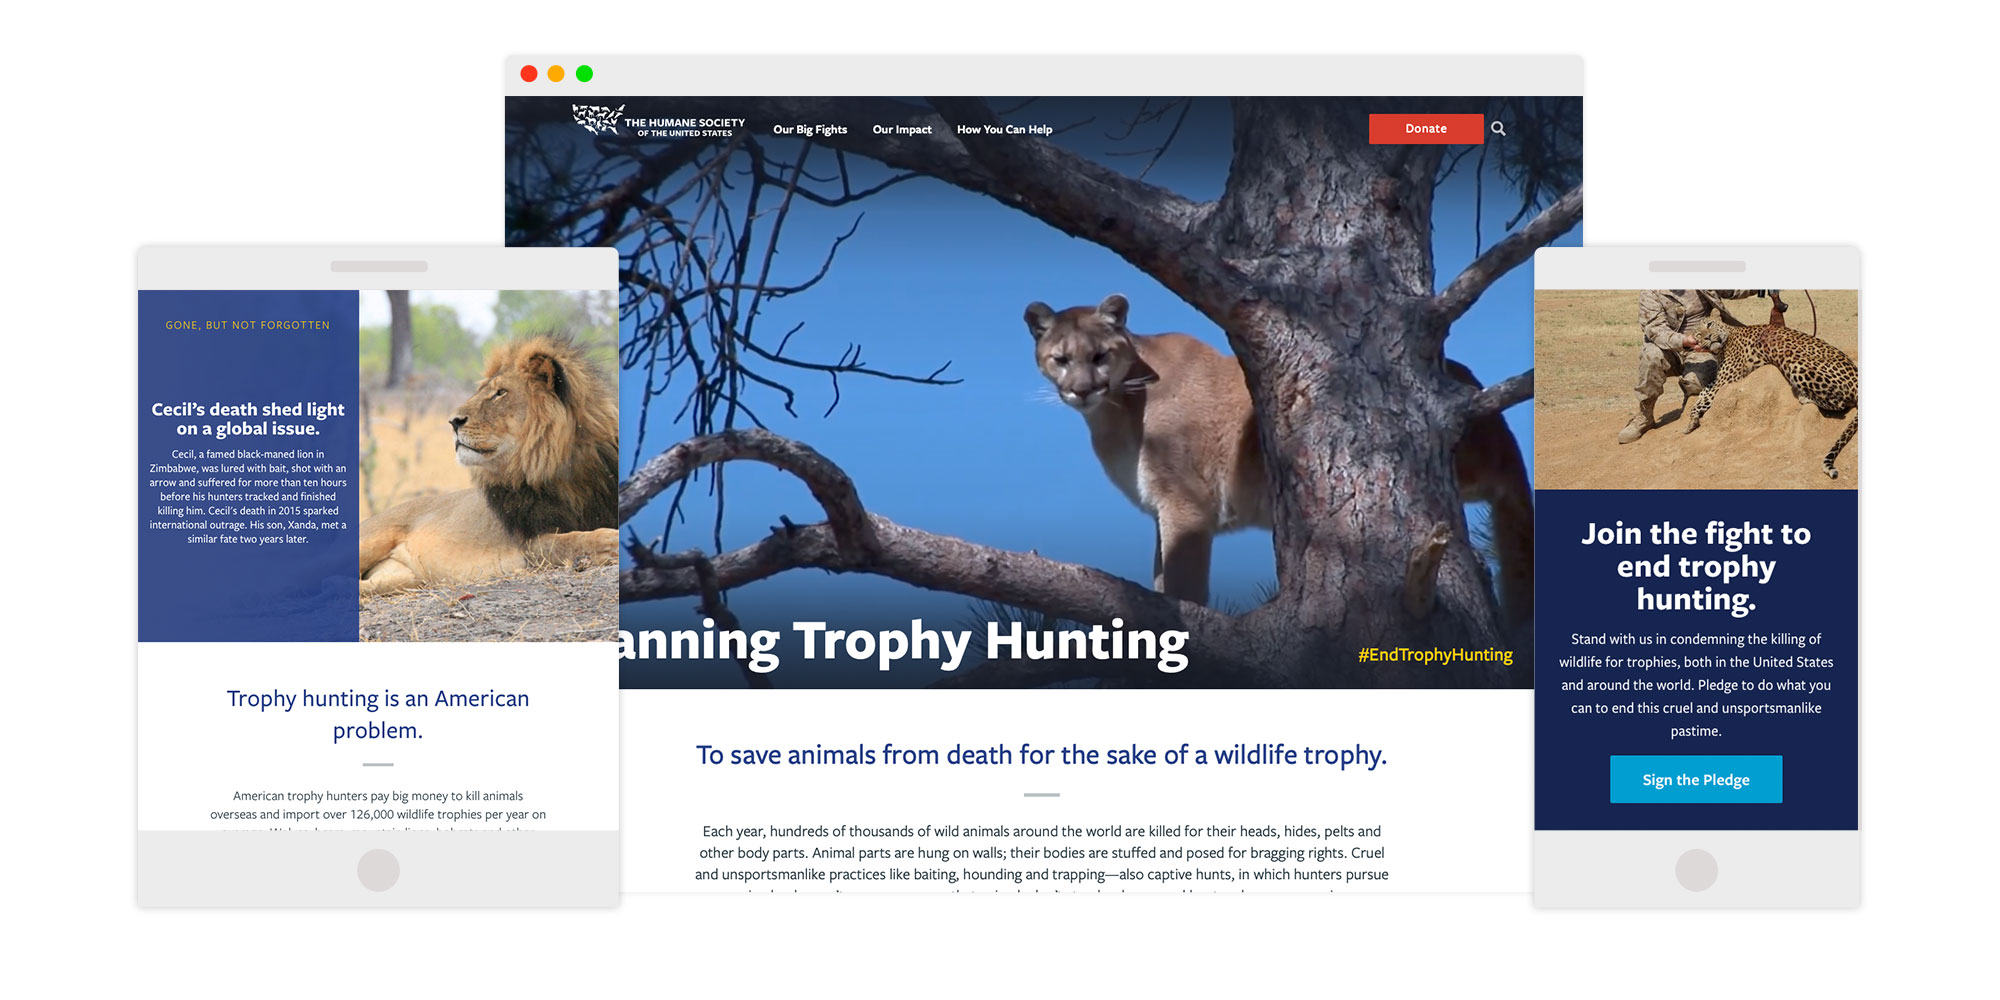 THE HUMANE SOCIETY
OF THE UNITED STATES
Our Big Fights
Our Impact
How You Can Help
Donate
anning Trophy Hunting
#EndTrophyHunting
To save animals from death for the sake of a wildlife trophy.
Each year, hundreds of thousands of wild animals around the world are killed for their heads, hides, pelts and
other body parts. Animal parts are hung on walls; their bodies are stuffed and posed for bragging rights. Cruel
and unsportsmanlike practices like baiting, hounding and trapping—also captive hunts, in which hunters pursue
GONE, BUT NOT FORGOTTEN
Cecil's death shed light
on a global issue.
Cecil, a famed black-maned lion in
Zimbabwe, was lured with bait, shot with an
arrow and suffered for more than ten hours
before his hunters tracked and finished
killing him. Cecil's death in 2015 sparked
international outrage. His son, Xanda, met a
similar fate two years later.
Trophy hunting is an American
problem.
American trophy hunters pay big money to kill animals
overseas and import over 126,000 wildlife trophies per year on
Join the fight to
end trophy
hunting.
Stand with us in condemning the killing of
wildlife for trophies, both in the United States
and around the world. Pledge to do what you
can to end this cruel and unsportsmanlike
pastime.
Sign the Pledge